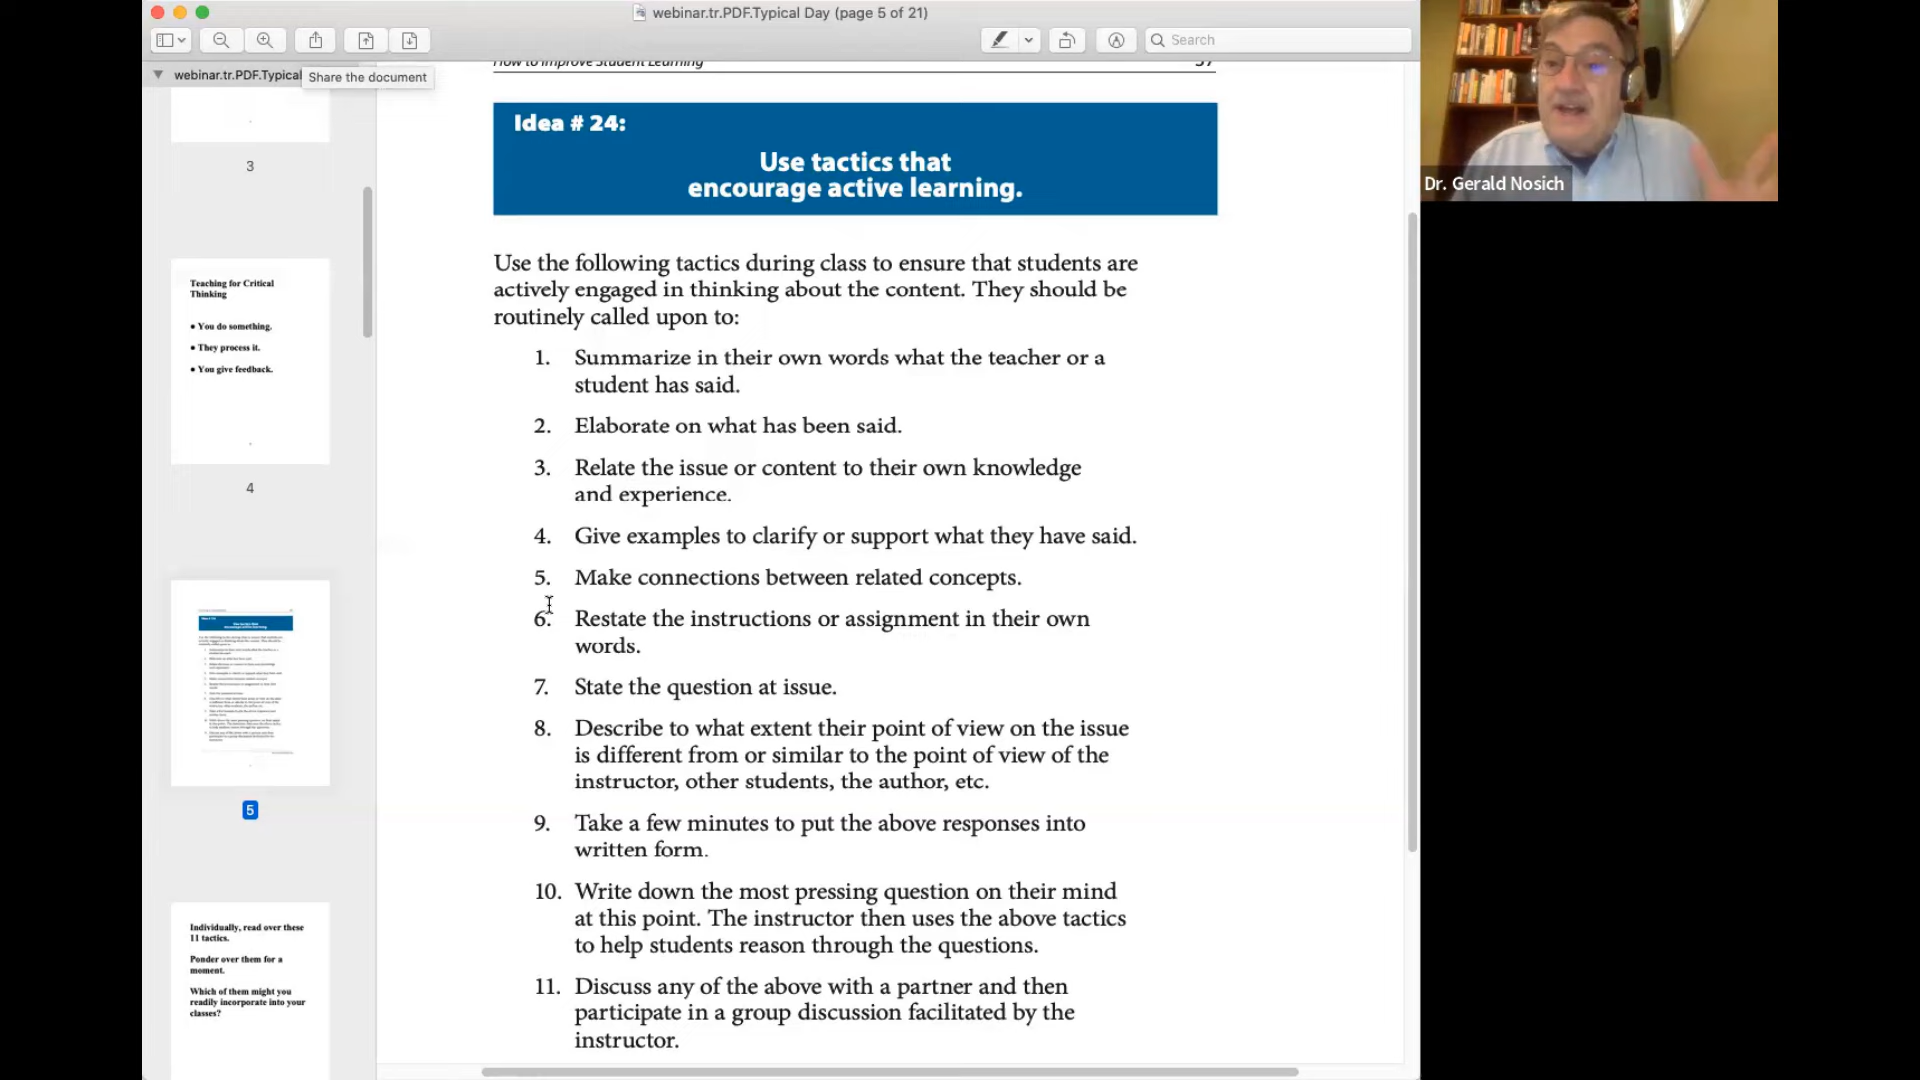 webinar.tr.PDF.Typical Day (page 5 of 21)
Search
webinar.tr.PDF.Typical
Share the document
Dr. Gerald Nosich
3
Teaching for Critical
Thinking
• You do something.
• They process it.
• You give feedback.
4
5
Individually, read over these
11 tactics.
Ponder over them for a
moment.
Which of them might you
readily incorporate into your
classes?
How to Improve Student Learning 37
Idea # 24:
Use tactics that
encourage active learning.
Use the following tactics during class to ensure that students are
actively engaged in thinking about the content. They should be
routinely called upon to:
1. Summarize in their own words what the teacher or a
student has said.
2. Elaborate on what has been said.
3. Relate the issue or content to their own knowledge
and experience.
4. Give examples to clarify or support what they have said.
5. Make connections between related concepts.
6. Restate the instructions or assignment in their own
words.
7. State the question at issue.
8. Describe to what extent their point of view on the issue
is different from or similar to the point of view of the
instructor, other students, the author, etc.
9. Take a few minutes to put the above responses into
written form.
10. Write down the most pressing question on their mind
at this point. The instructor then uses the above tactics
to help students reason through the questions.
11. Discuss any of the above with a partner and then
participate in a group discussion facilitated by the
instructor.